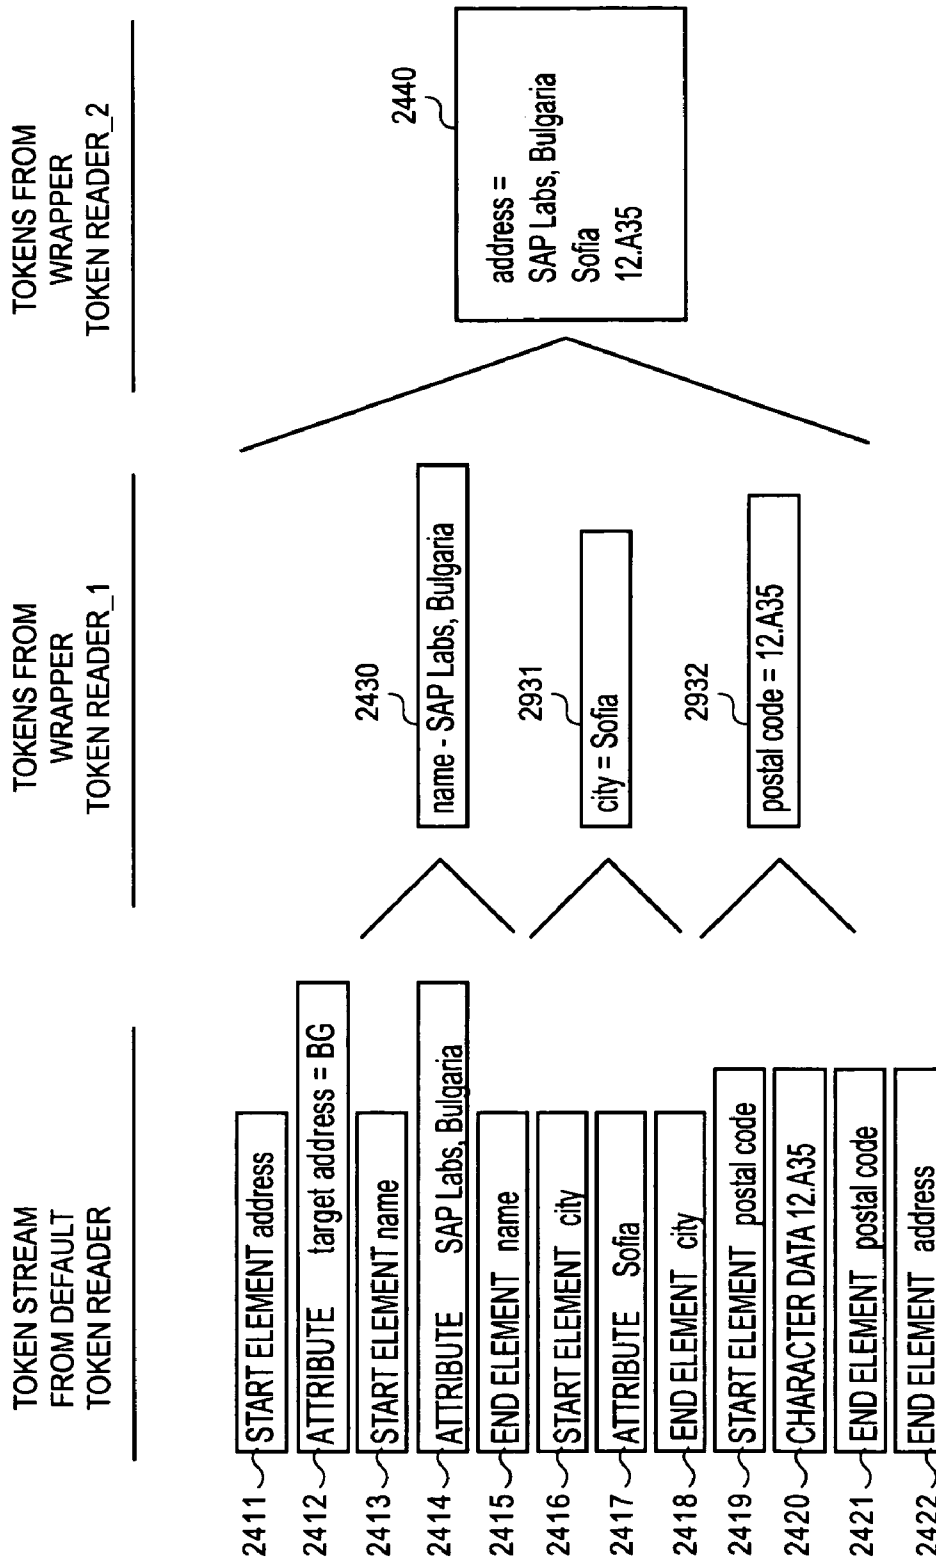 TOKEN STREAM
FROM DEFAULT
TOKEN READER
2411
START ELEMENT address
2412
ATTRIBUTE target address = BG
2413
START ELEMENT name
2414
ATTRIBUTE SAP Labs, Bulgaria
2415
END ELEMENT name
2416
START ELEMENT city
2417
ATTRIBUTE Sofia
2418
END ELEMENT city
2419
START ELEMENT postal code
2420
CHARACTER DATA 12.A35
2421
END ELEMENT postal code
2422
END ELEMENT address
TOKENS FROM
WRAPPER
TOKEN READER_1
2430
name - SAP Labs, Bulgaria
2931
city = Sofia
2932
postal code = 12.A35
TOKENS FROM
WRAPPER
TOKEN READER_2
2440
address =
SAP Labs, Bulgaria
Sofia
12.A35